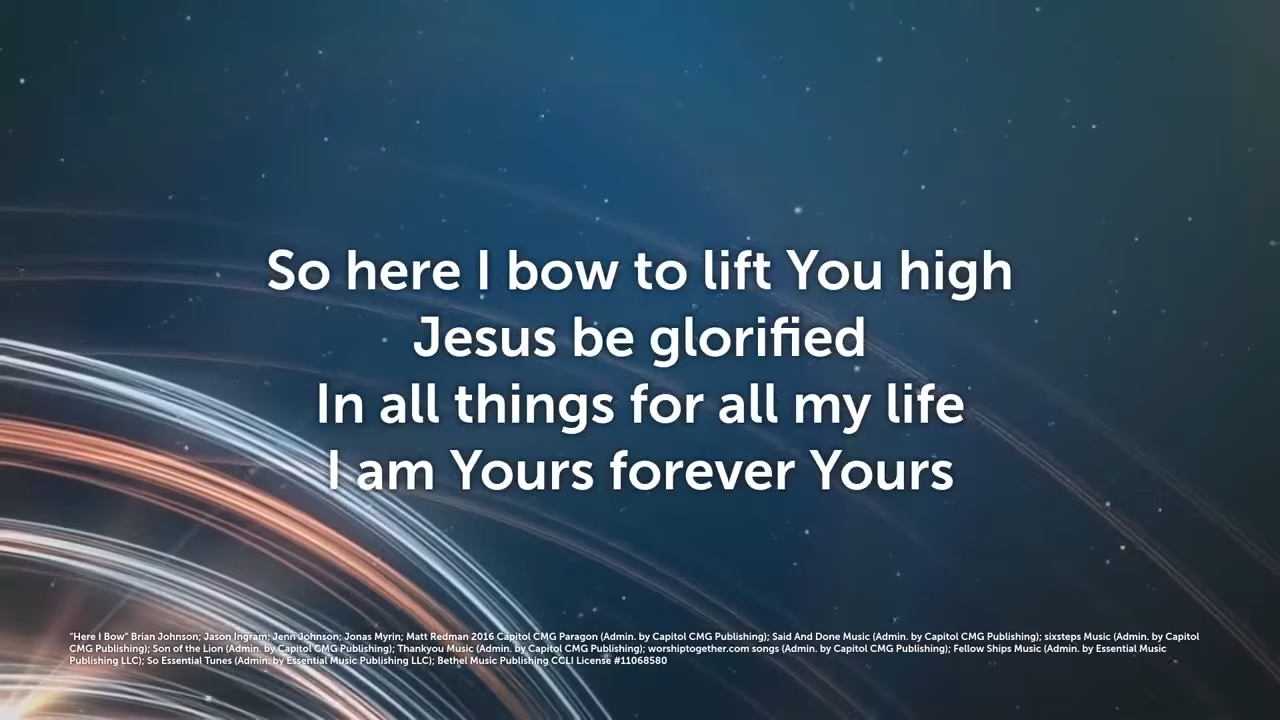 So here I bow to lift You high
Jesus be glorified
In all things for all my life
I am Yours forever Yours
"Here I Bow" Brian Johnson; Jason Ingram; Jenn Johnson; Jonas Myrin; Matt Redman 2016 Capitol CMG Paragon (Admin. by Capitol CMG Publishing); Said And Done Music (Admin. by Capitol CMG Publishing); sixsteps Music (Admin. by Capitol
CMG Publishing); Son of the Lion (Admin. by Capitol CMG Publishing); Thankyou Music (Admin. by Capitol CMG Publishing); worshiptogether.com songs (Admin. by Capitol CMG Publishing); Fellow Ships Music (Admin. by Essential Music
Publishing LLC); So Essential Tunes (Admin. by Essential Music Publishing LLC); Bethel Music Publishing CCLI License #11068580